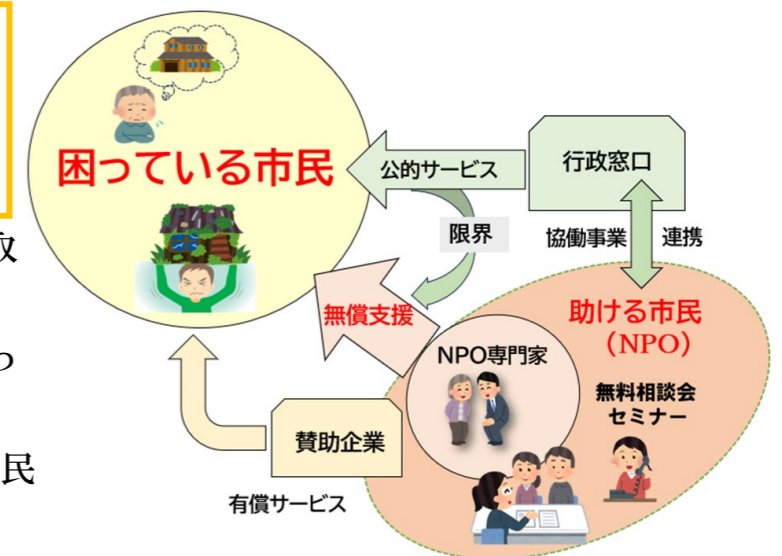 困っている市民
公的サービス
行政窓口
限界
協働事業
連携
無償支援
助ける市民
（NPO）
NPO専門家
無料相談会
セミナー
賛助企業
有償サービス
っ
民